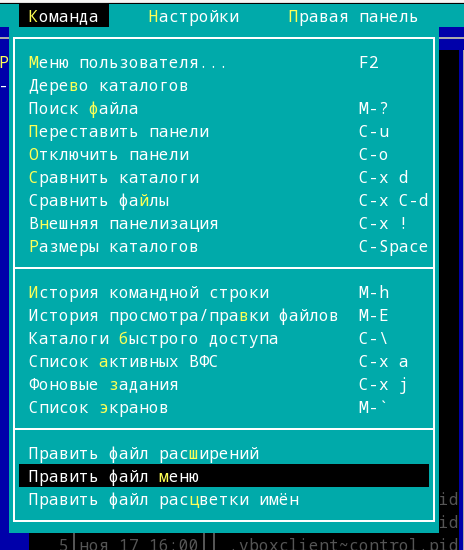 Команда Настройки Правая панель
Меню пользователя... F2
Дерево каталогов
Поиск файла M-?
Переставить панели C-u
Отключить панели C-o
Сравнить каталоги C-x d
Сравнить файлы C-x C-d
Внешняя панелизация C-x !
Размеры каталогов C-Space
История командной строки M-h
История просмотра/правки файлов M-E
Каталоги быстрого доступа C-\
Список активных ВФС C-x a
Фоновые задания C-x j
Список экранов M-`
Править файл расширений
Править файл меню
Править файл расцветки имён
id
id
5 ноя 17 16:00 .vboxclient~control.pid